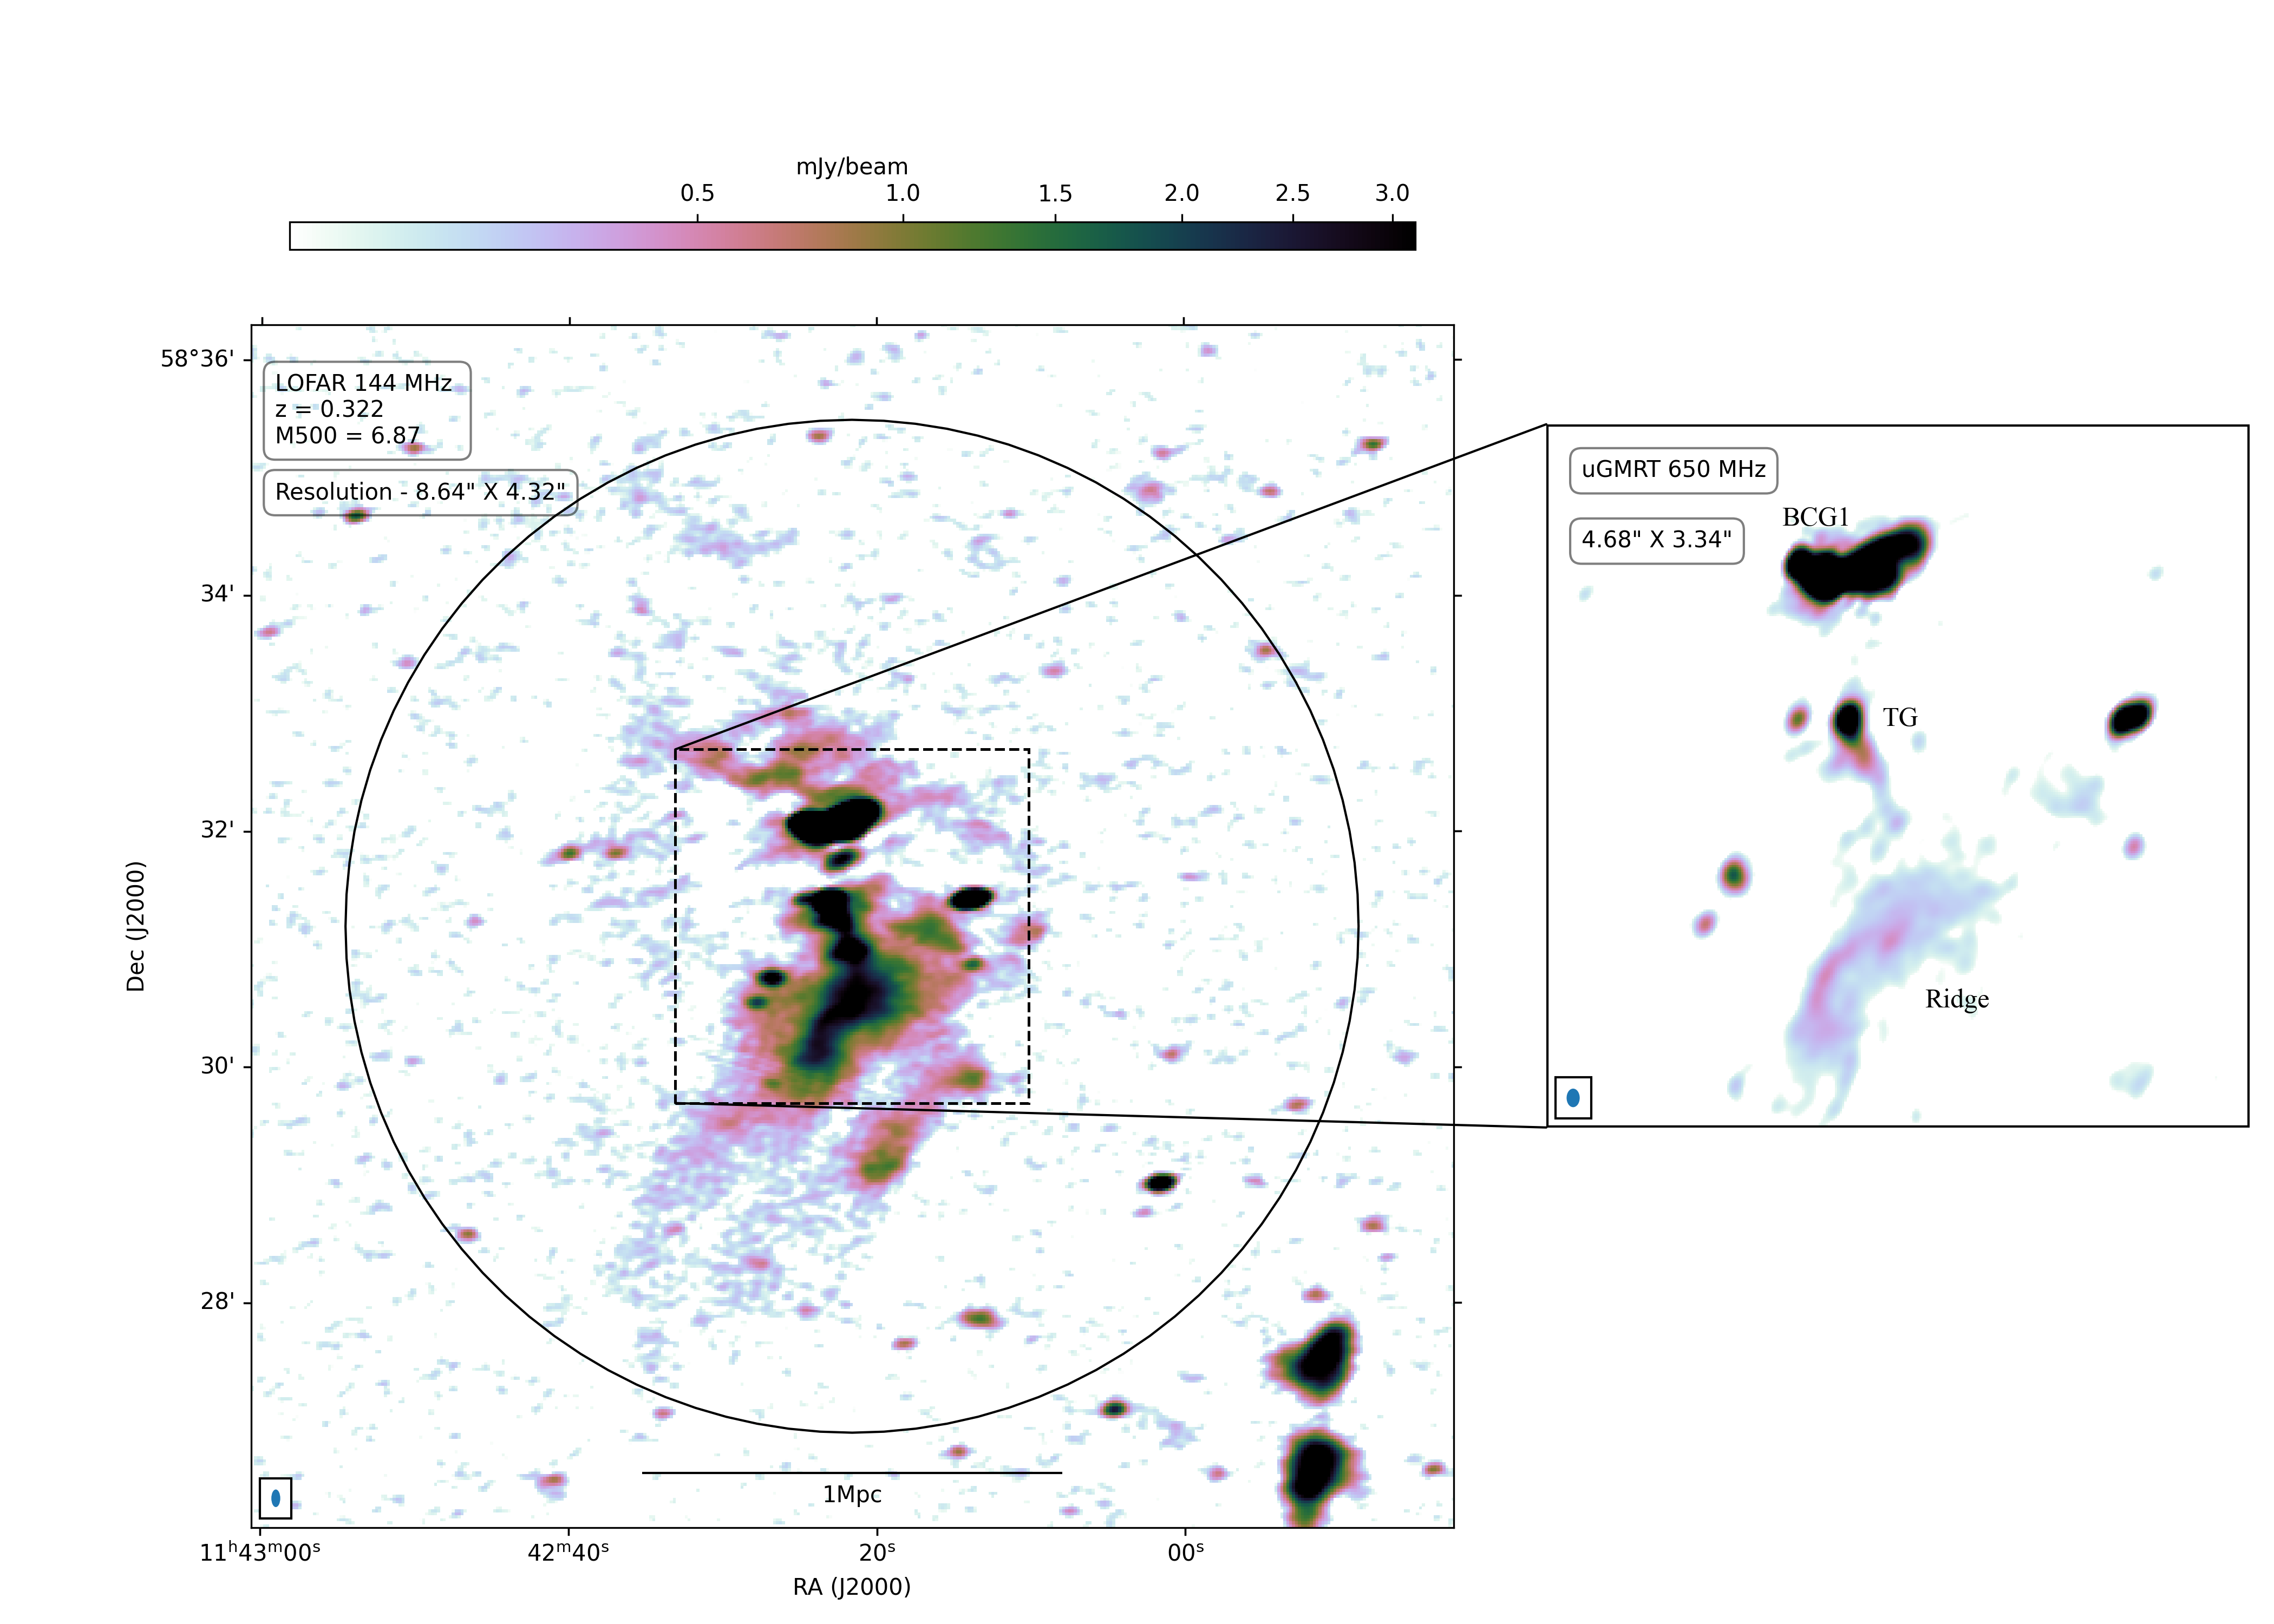 mJy/beam
0.5 1.0 1.5 2.0 2.5 3.0
LOFAR 144 MHz
z = 0.322
M500 = 6.87
Resolution - 8.64" X 4.32"
58°36'
34'
32'
30'
28'
Dec (J2000)
1Mpc
11ʰ43ᵐ00ˢ 42ᵐ40ˢ 20ˢ 00ˢ
RA (J2000)
uGMRT 650 MHz
4.68" X 3.34"
BCG1
TG
Ridge